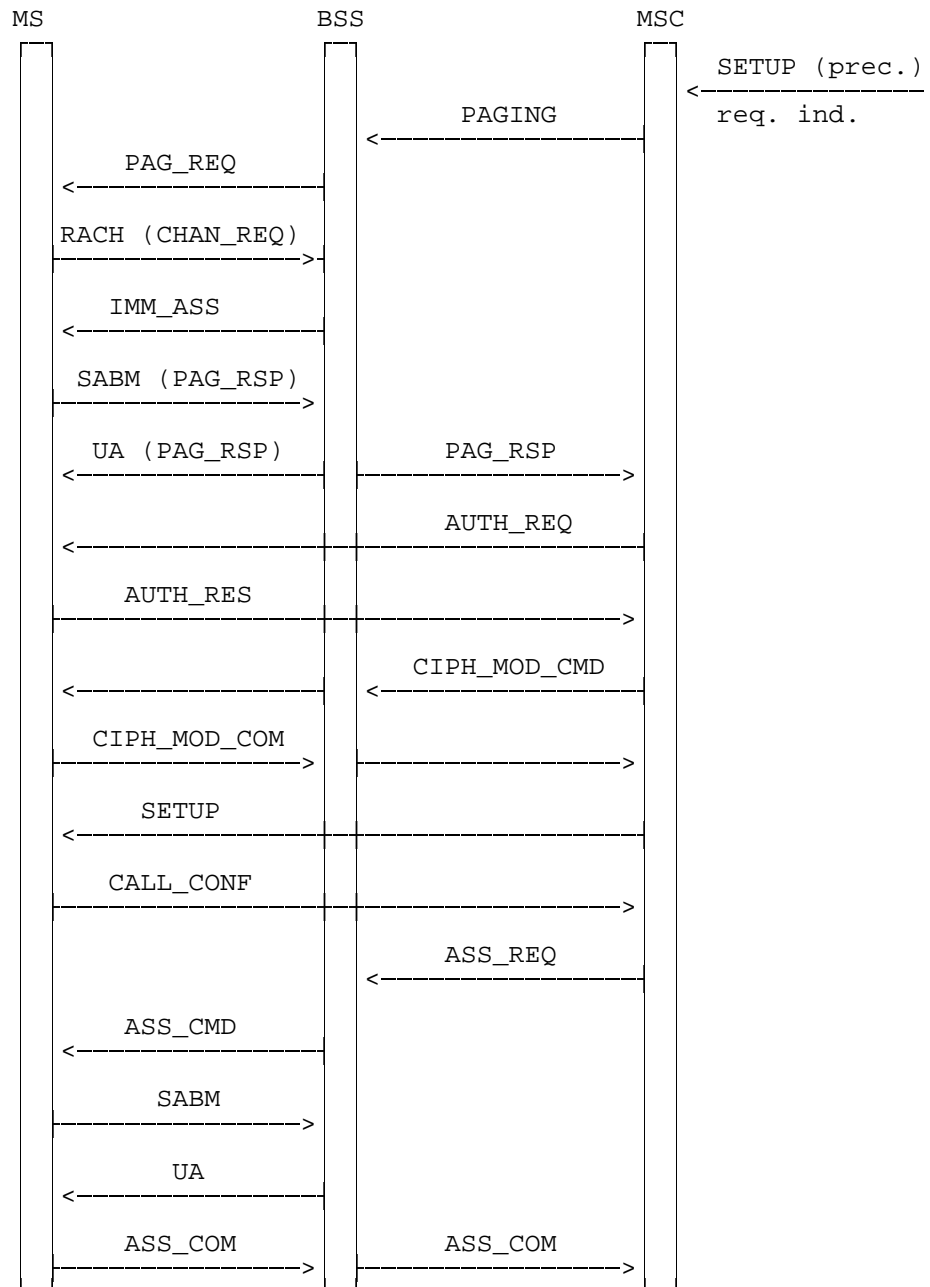 MS BSS MSC
SETUP (prec.)
PAGING req. ind.
PAG_REQ
RACH (CHAN_REQ)
IMM_ASS
SABM (PAG_RSP)
UA (PAG_RSP) PAG_RSP
AUTH_REQ
AUTH_RES
CIPH_MOD_CMD
CIPH_MOD_COM
SETUP
CALL_CONF
ASS_REQ
ASS_CMD
SABM
UA
ASS_COM ASS_COM